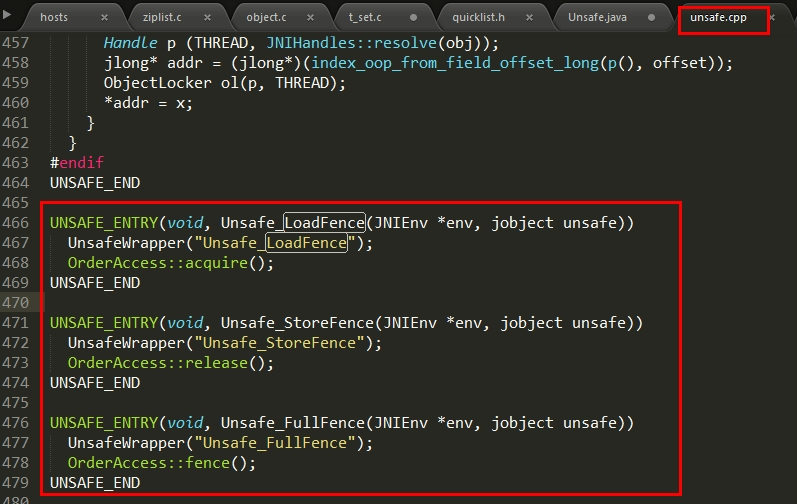 hosts ziplist.c object.c t_set.c quicklist.h Unsafe.java unsafe.cpp
457 Handle p (THREAD, JNIHandles::resolve(obj));
458 jlong* addr = (jlong*)(index_oop_from_field_offset_long(p(), offset));
459 ObjectLocker ol(p, THREAD);
460 *addr = x;
461 }
462 }
463 #endif
464 UNSAFE_END
465
466 UNSAFE_ENTRY(void, Unsafe_LoadFence(JNIEnv *env, jobject unsafe))
467 UnsafeWrapper("Unsafe_LoadFence");
468 OrderAccess::acquire();
469 UNSAFE_END
470
471 UNSAFE_ENTRY(void, Unsafe_StoreFence(JNIEnv *env, jobject unsafe))
472 UnsafeWrapper("Unsafe_StoreFence");
473 OrderAccess::release();
474 UNSAFE_END
475
476 UNSAFE_ENTRY(void, Unsafe_FullFence(JNIEnv *env, jobject unsafe))
477 UnsafeWrapper("Unsafe_FullFence");
478 OrderAccess::fence();
479 UNSAFE_END
480